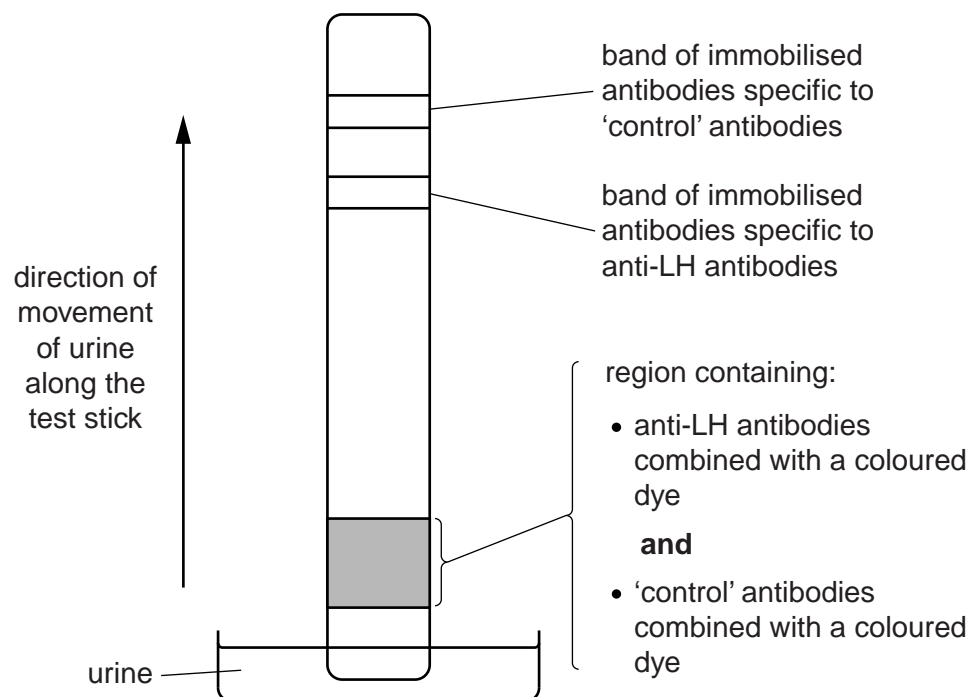 band of immobilised
antibodies specific to
‘control’ antibodies
band of immobilised
antibodies specific to
anti-LH antibodies
direction of
movement
of urine
along the
test stick
region containing:
• anti-LH antibodies
combined with a coloured
dye
and
• ‘control’ antibodies
combined with a coloured
dye
urine